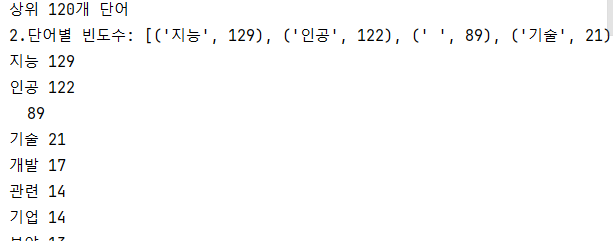 상위 120개 단어
2.단어별 빈도수: [('지능', 129), ('인공', 122), (' ', 89), ('기술', 21)
지능 129
인공 122
89
기술 21
개발 17
관련 14
기업 14